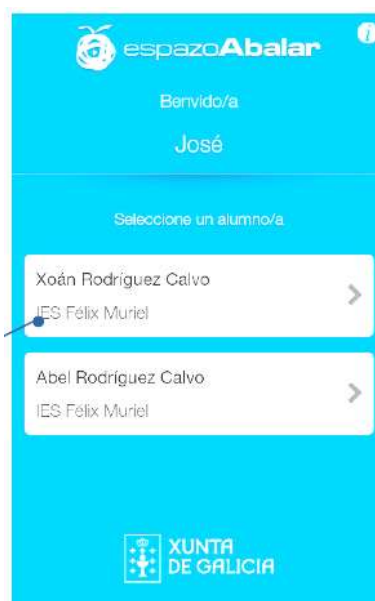 espazoAbalar
i
Benvido/a
José
Seleccione un alumno/a
Xoán Rodríguez Calvo
IES Félix Muriel
Abel Rodríguez Calvo
IES Félix Muriel
XUNTA
DE GALICIA